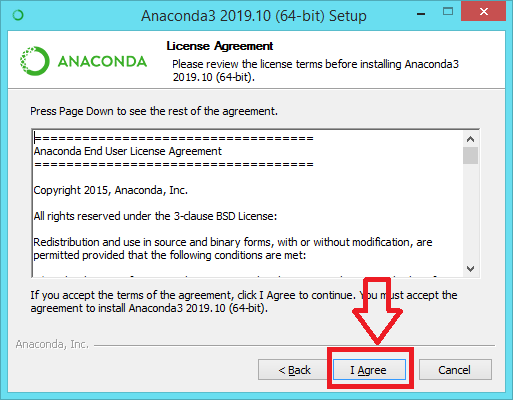 Anaconda3 2019.10 (64-bit) Setup
License Agreement
Please review the license terms before installing Anaconda3
2019.10 (64-bit).
ANACONDA
Press Page Down to see the rest of the agreement.
===================================
Anaconda End User License Agreement
===================================
Copyright 2015, Anaconda, Inc.
All rights reserved under the 3-clause BSD License:
Redistribution and use in source and binary forms, with or without modification, are
permitted provided that the following conditions are met:
If you accept the terms of the agreement, click I Agree to continue. You must accept the
agreement to install Anaconda3 2019.10 (64-bit).
Anaconda, Inc.
< Back
I Agree
Cancel